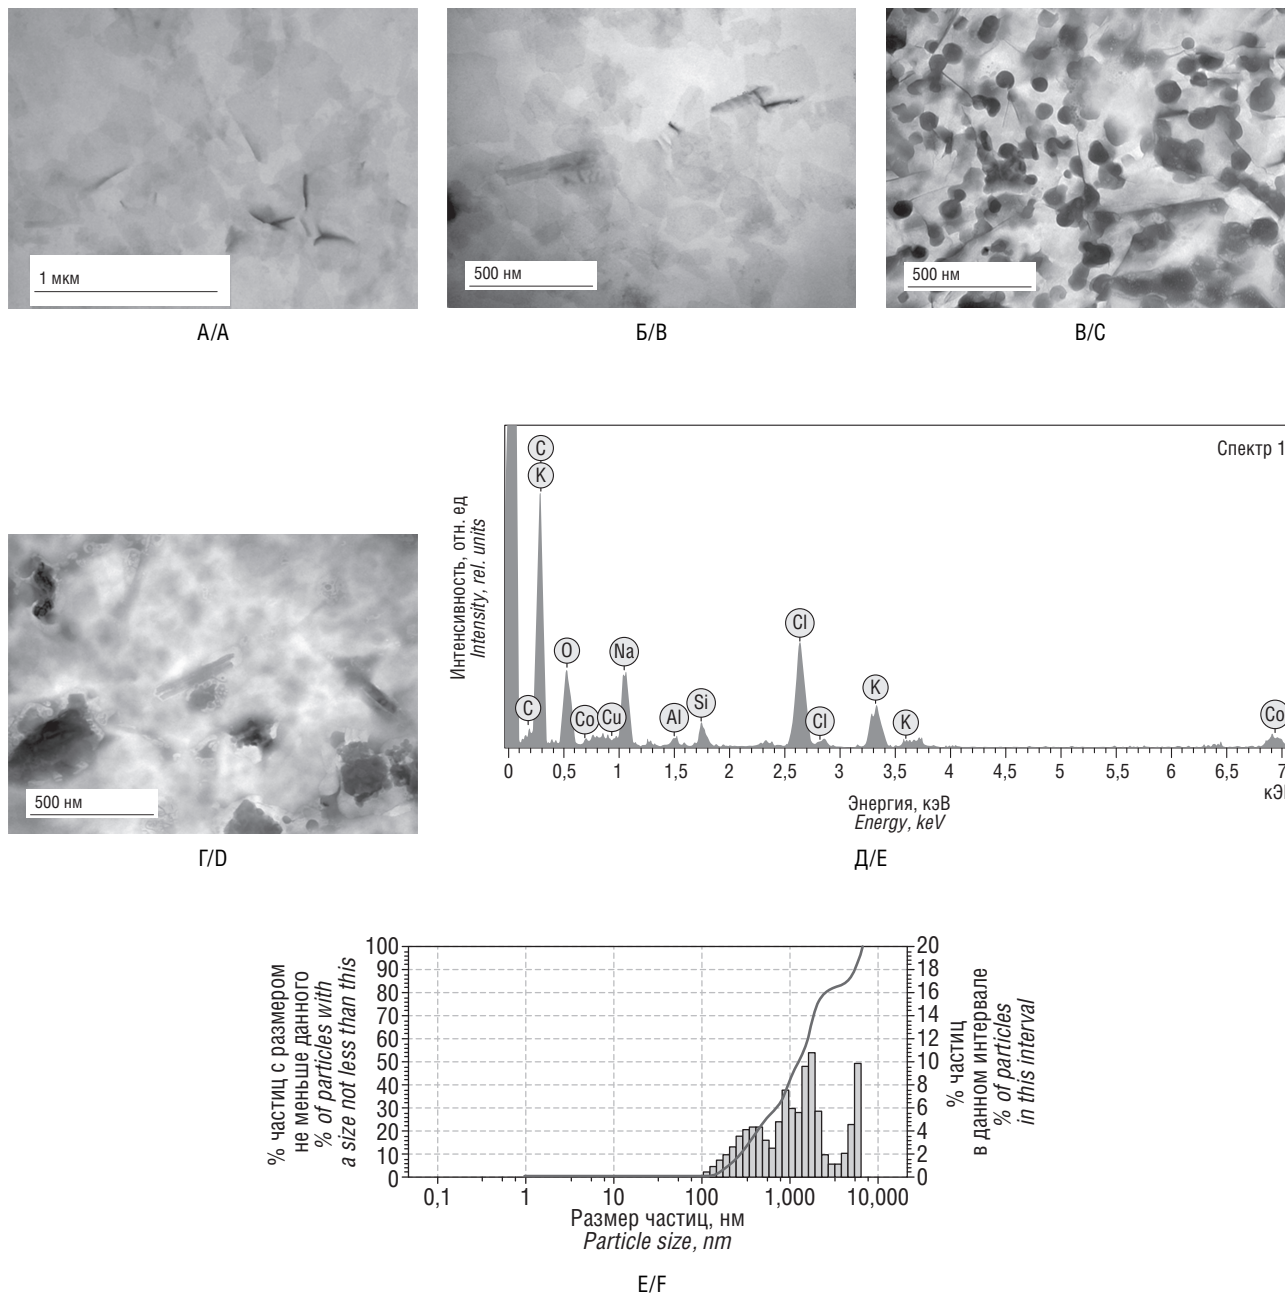 1 мкм
500 нм
500 нм
А/A
Б/B
В/C
Спектр 1
C
K
O
Na
C
Co
Cu
Al
Si
Cl
Cl
K
K
Co
Интенсивность, отн. ед
Intensity, rel. units
0 0,5 1 1,5 2 2,5 3 3,5 4 4,5 5 5,5 6 6,5 7
Энергия, кэВ
Energy, keV
500 нм
Г/D
Д/E
% частиц с размером
не меньше данного
% of particles with
a size not less than this
100
90
80
70
60
50
40
30
20
10
0
20
18
16
14
12
10
8
6
4
2
0
% частиц
в данном интервале
% of particles
in this interval
0,1 1 10 100 1,000 10,000
Размер частиц, нм
Particle size, nm
Е/F